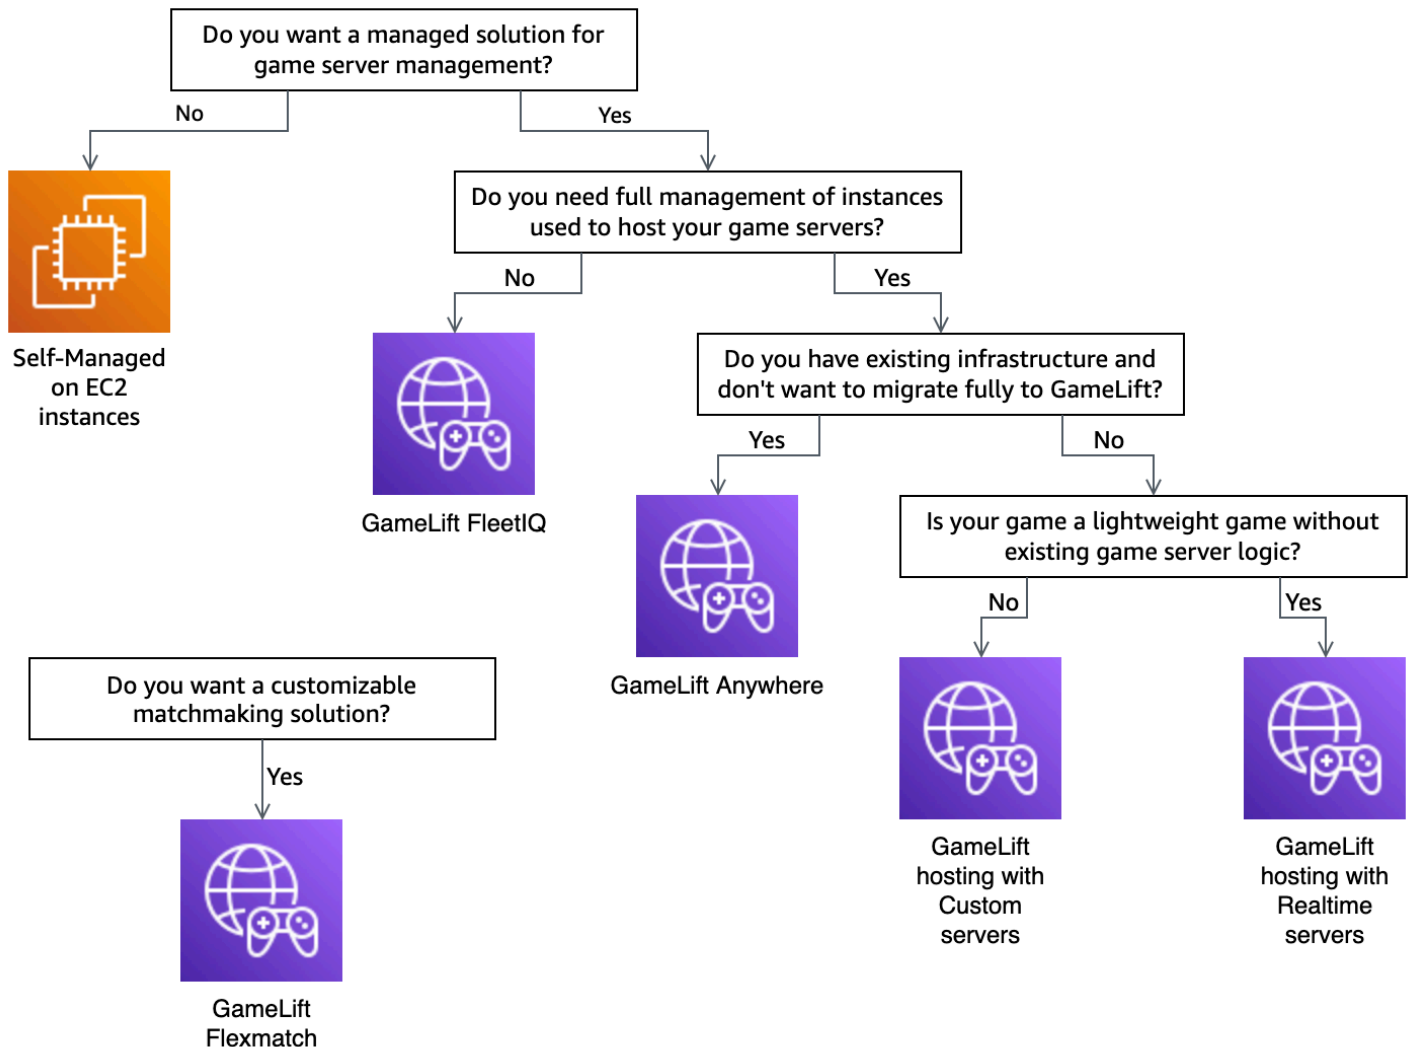 Do you want a managed solution for
game server management?
No
Yes
Self-Managed
on EC2
instances
Do you need full management of instances
used to host your game servers?
No
Yes
GameLift FleetIQ
Do you have existing infrastructure and
don't want to migrate fully to GameLift?
Yes
No
GameLift Anywhere
Is your game a lightweight game without
existing game server logic?
No
Yes
GameLift
hosting with
Custom
servers
GameLift
hosting with
Realtime
servers
Do you want a customizable
matchmaking solution?
Yes
GameLift
Flexmatch